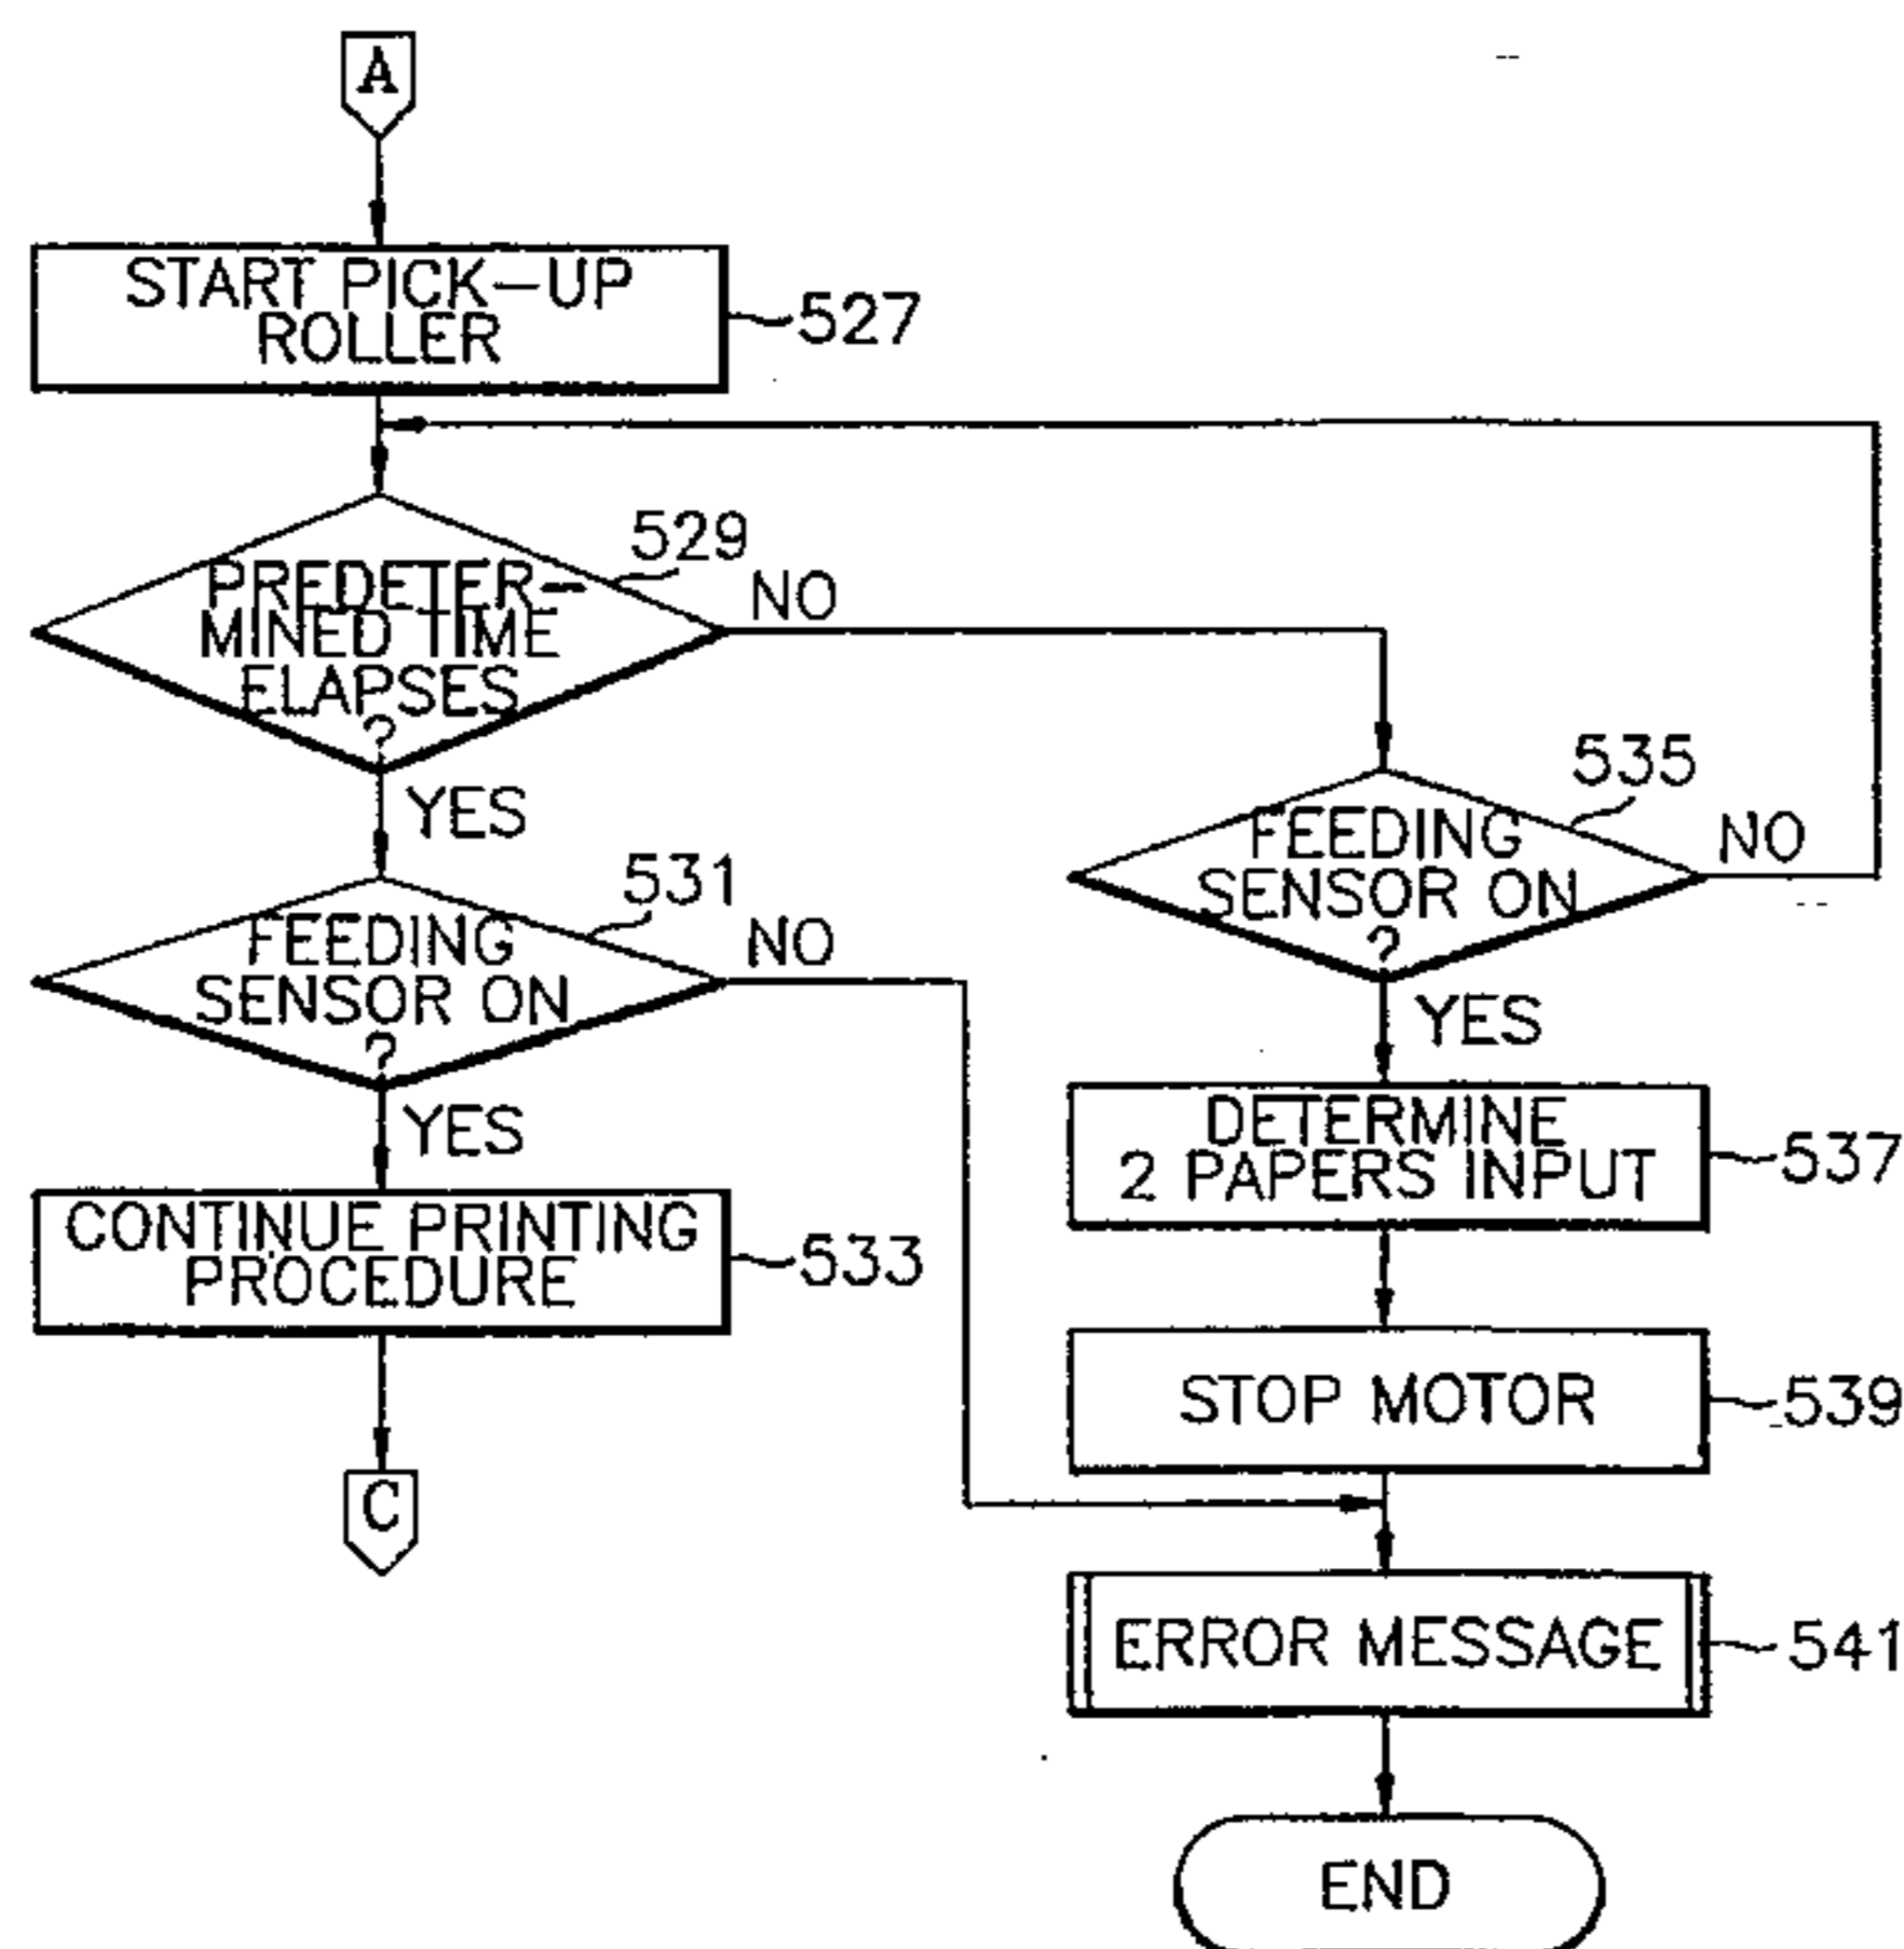 A
START PICK-UP
ROLLER
527
PREDETER-
MINED TIME
ELAPSES
?
529
NO
YES
FEEDING
SENSOR ON
?
531
NO
YES
CONTINUE PRINTING
PROCEDURE
533
C
FEEDING
SENSOR ON
?
535
NO
YES
DETERMINE
2 PAPERS INPUT
537
STOP MOTOR
539
ERROR MESSAGE
541
END